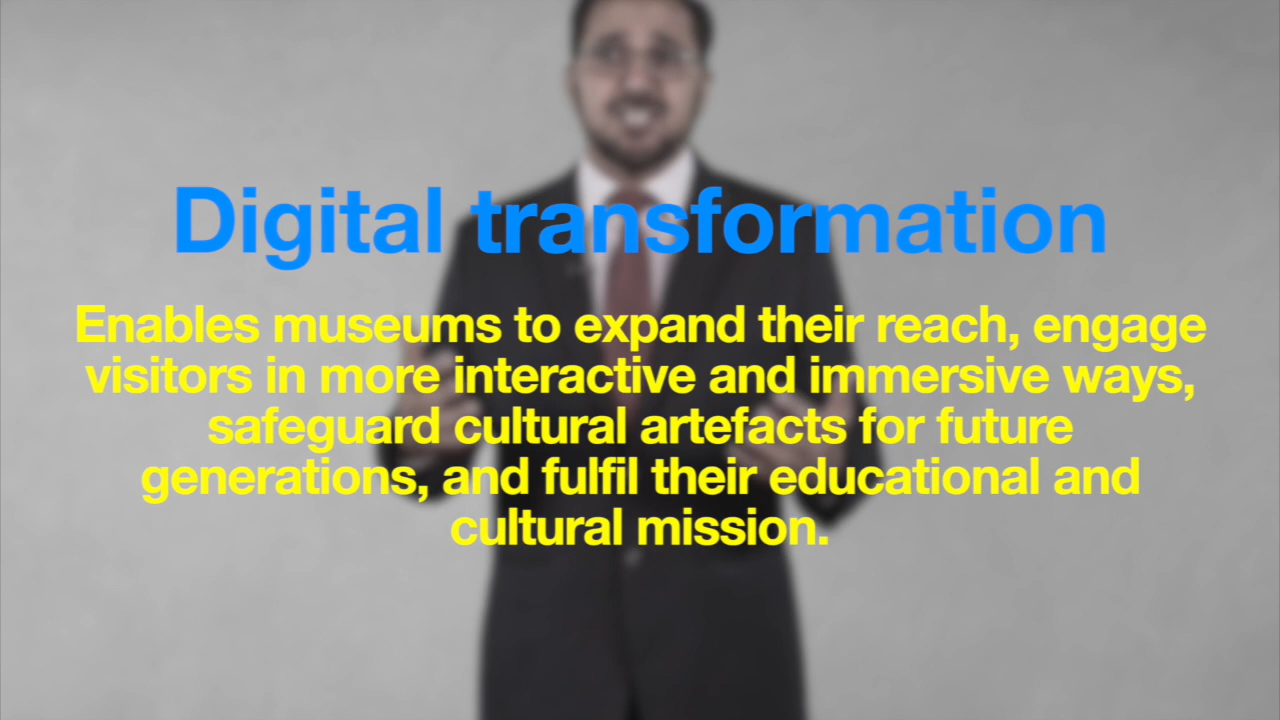 Digital transformation
Enables museums to expand their reach, engage
visitors in more interactive and immersive ways,
safeguard cultural artefacts for future
generations, and fulfil their educational and
cultural mission.